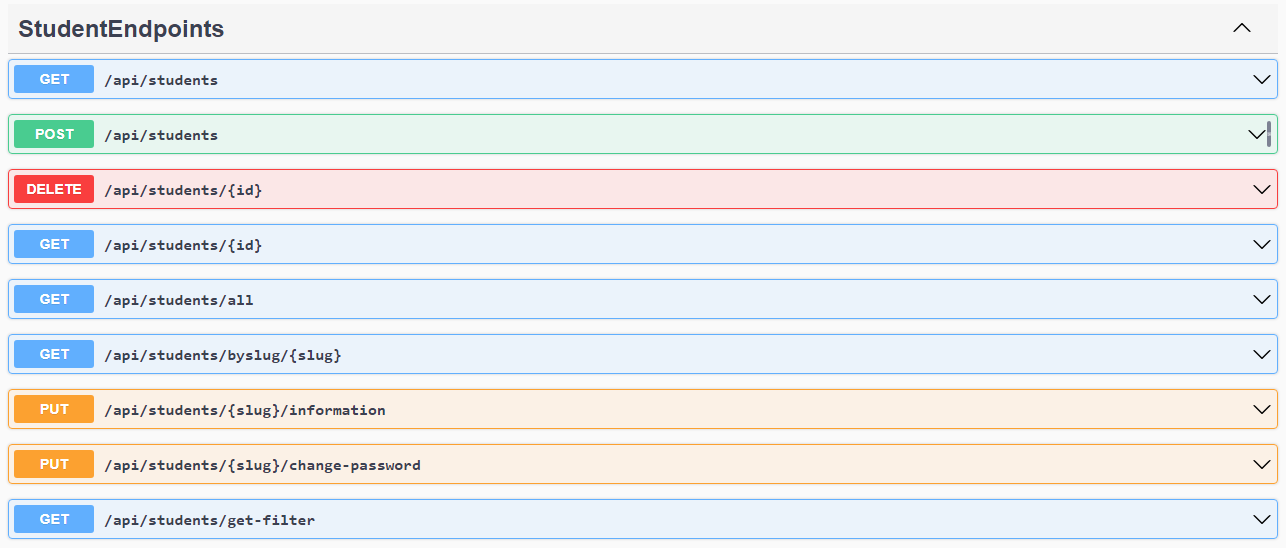 StudentEndpoints
GET /api/students
POST /api/students
DELETE /api/students/{id}
GET /api/students/{id}
GET /api/students/all
GET /api/students/byslug/{slug}
PUT /api/students/{slug}/information
PUT /api/students/{slug}/change-password
GET /api/students/get-filter